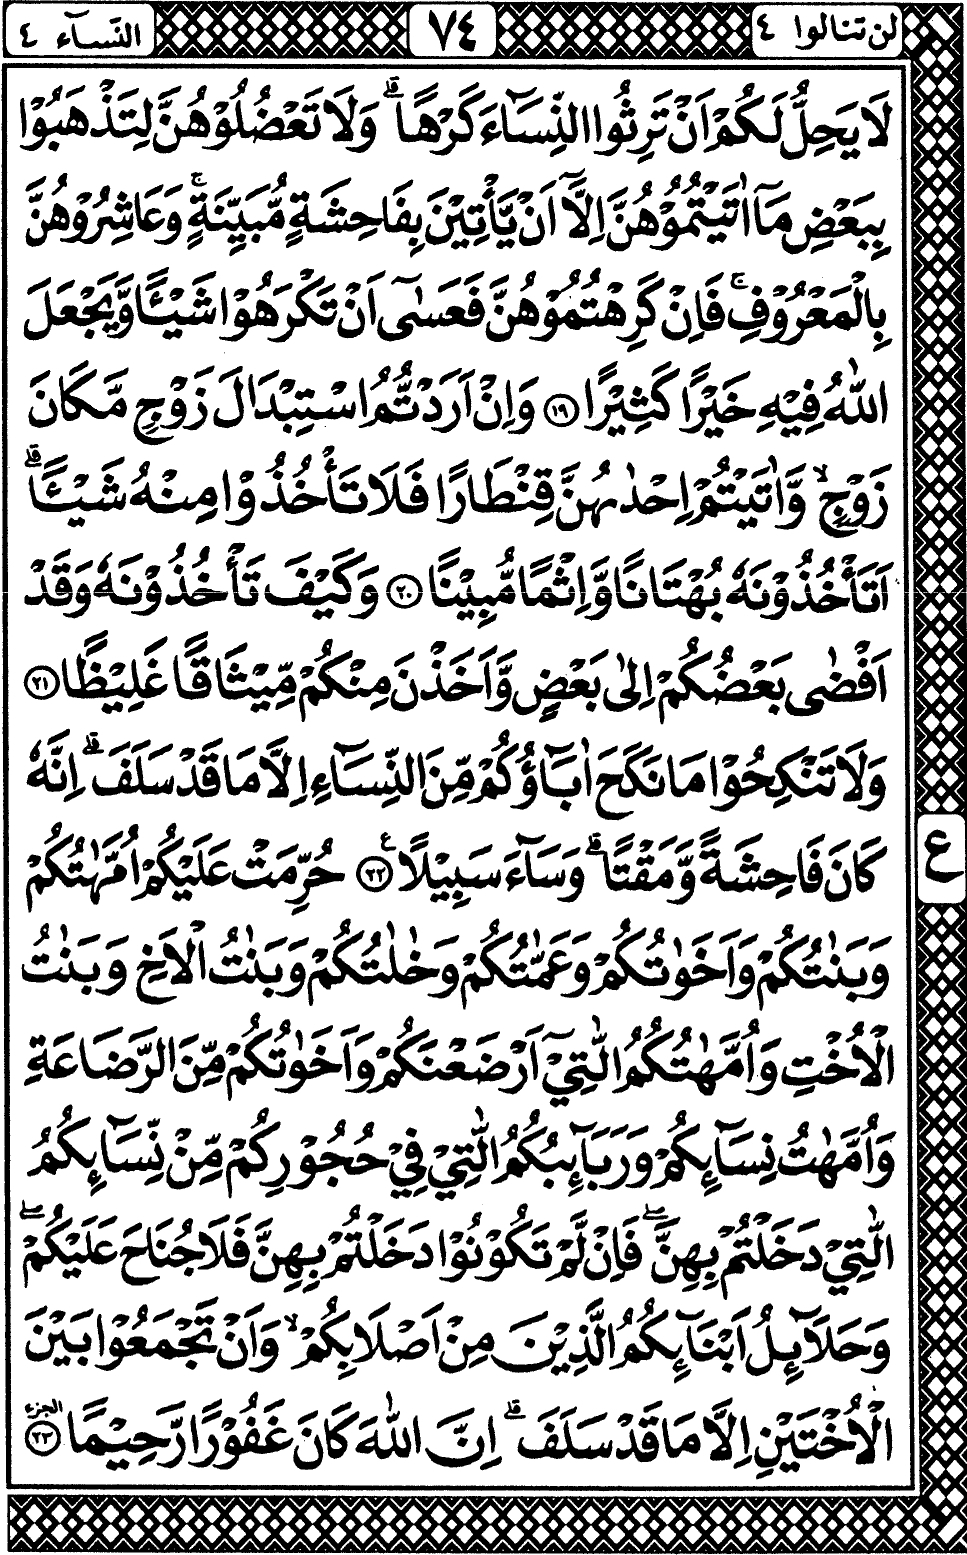 لن تنالوا ٤
٧٤
النسآء ٤
لَا يَحِلُّ لَكُمْ اَنْ تَرِثُوا النِّسَآءَ كَرْهًا ؕ وَلَا تَعْضُلُوْهُنَّ لِتَذْهَبُوْا
بِبَعْضِ مَآ اٰتَيْتُمُوْهُنَّ اِلَّاۤ اَنْ يَّاْتِيْنَ بِفَاحِشَةٍ مُّبَيِّنَةٍ ۚ وَعَاشِرُوْهُنَّ
بِالْمَعْرُوْفِ ۚ فَاِنْ كَرِهْتُمُوْهُنَّ فَعَسٰۤى اَنْ تَكْرَهُوْا شَيْـًٔا وَّيَجْعَلَ
اللّٰهُ فِيْهِ خَيْرًا كَثِيْرًا ۝١٩ وَاِنْ اَرَدْتُّمُ اسْتِبْدَالَ زَوْجٍ مَّكَانَ
زَوْجٍ ۙ وَّاٰتَيْتُمْ اِحْدٰىهُنَّ قِنْطَارًا فَلَا تَاْخُذُوْا مِنْهُ شَيْـًٔا ؕ
اَتَاْخُذُوْنَهٗ بُهْتَانًا وَّاِثْمًا مُّبِيْنًا ۝٢٠ وَكَيْفَ تَاْخُذُوْنَهٗ وَقَدْ
اَفْضٰى بَعْضُكُمْ اِلٰى بَعْضٍ وَّاَخَذْنَ مِنْكُمْ مِّيْثَاقًا غَلِيْظًا ۝٢١
وَلَا تَنْكِحُوْا مَا نَكَحَ اٰبَآؤُكُمْ مِّنَ النِّسَآءِ اِلَّا مَا قَدْ سَلَفَ ؕ اِنَّهٗ
كَانَ فَاحِشَةً وَّمَقْتًا ؕ وَسَآءَ سَبِيْلًا ۝٢٢ ع حُرِّمَتْ عَلَيْكُمْ اُمَّهٰتُكُمْ
ع
وَبَنٰتُكُمْ وَاَخَوٰتُكُمْ وَعَمّٰتُكُمْ وَخٰلٰتُكُمْ وَبَنٰتُ الْاَخِ وَبَنٰتُ
الْاُخْتِ وَاُمَّهٰتُكُمُ الّٰتِيْۤ اَرْضَعْنَكُمْ وَاَخَوٰتُكُمْ مِّنَ الرَّضَاعَةِ
وَاُمَّهٰتُ نِسَآئِكُمْ وَرَبَآئِبُكُمُ الّٰتِيْ فِيْ حُجُوْرِكُمْ مِّنْ نِّسَآئِكُمُ
الّٰتِيْ دَخَلْتُمْ بِهِنَّ ۫ فَاِنْ لَّمْ تَكُوْنُوْا دَخَلْتُمْ بِهِنَّ فَلَا جُنَاحَ عَلَيْكُمْ ۫
وَحَلَآئِلُ اَبْنَآئِكُمُ الَّذِيْنَ مِنْ اَصْلَابِكُمْ ۙ وَاَنْ تَجْمَعُوْا بَيْنَ
الْاُخْتَيْنِ اِلَّا مَا قَدْ سَلَفَ ؕ اِنَّ اللّٰهَ كَانَ غَفُوْرًا رَّحِيْمًا ۝٢٣ الجزء